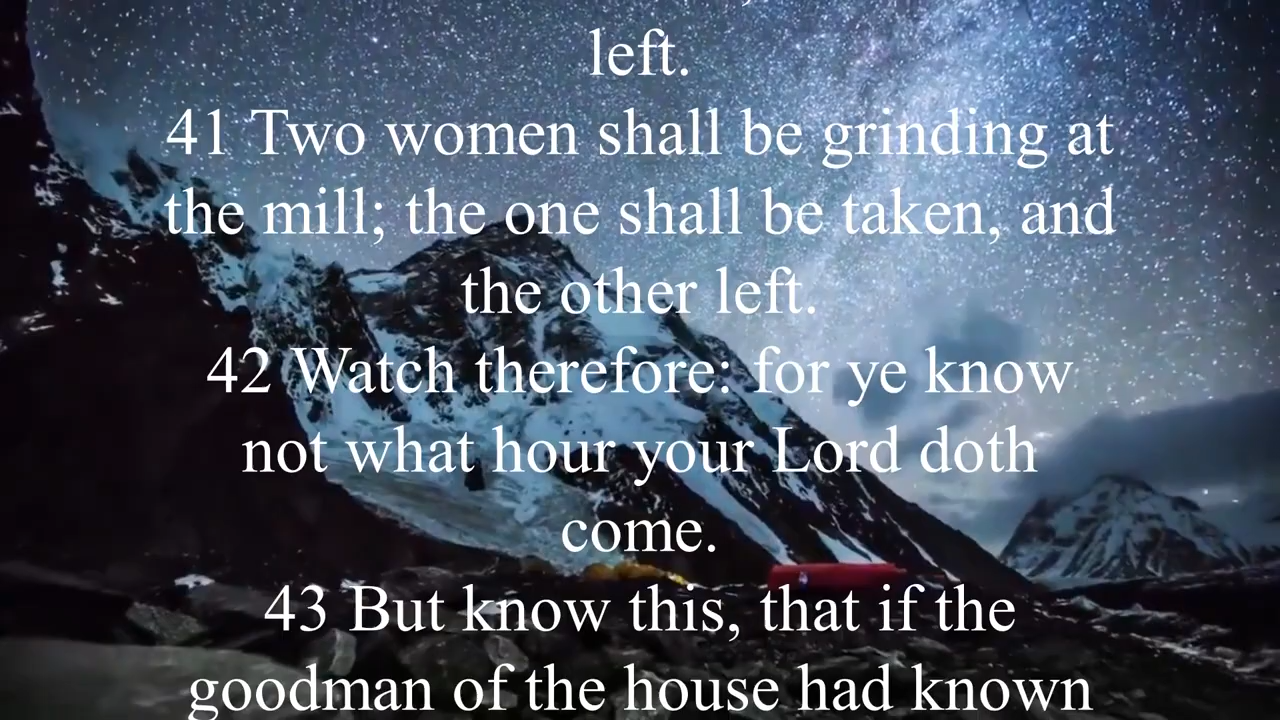 left.
41 Two women shall be grinding at
the mill; the one shall be taken, and
the other left.
42 Watch therefore: for ye know
not what hour your Lord doth
come.
43 But know this, that if the
goodman of the house had known